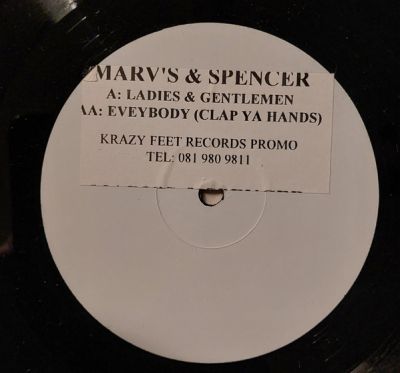 MARV'S & SPENCER
A: LADIES & GENTLEMEN
AA: EVEYBODY (CLAP YA HANDS)
KRAZY FEET RECORDS PROMO
TEL: 081 980 9811